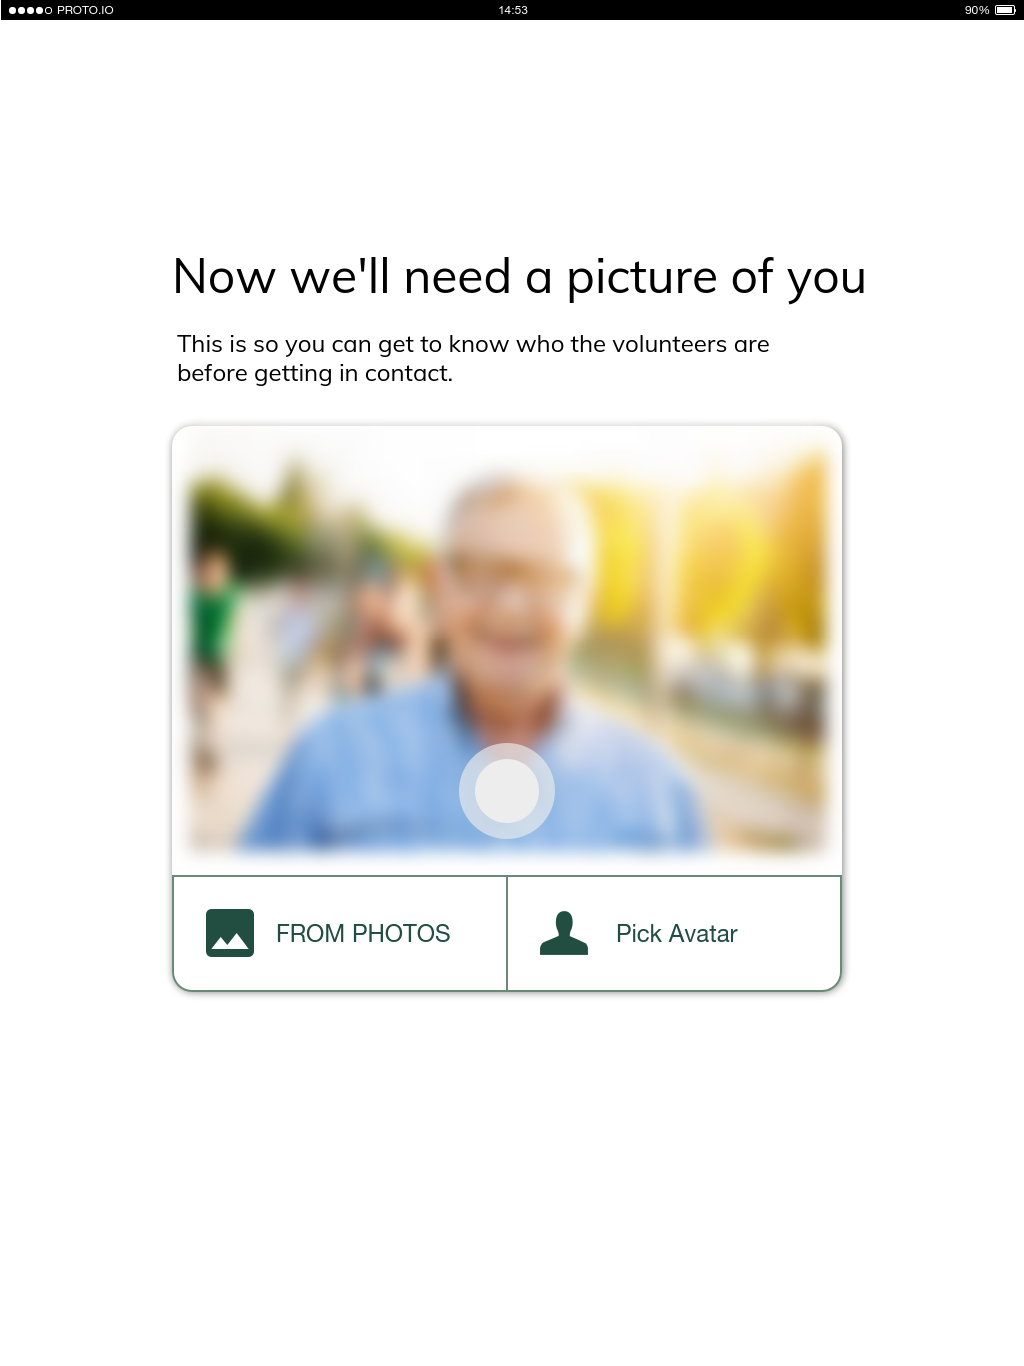 PROTO.IO 14:53 90%
Now we'll need a picture of you
This is so you can get to know who the volunteers are
before getting in contact.
FROM PHOTOS Pick Avatar